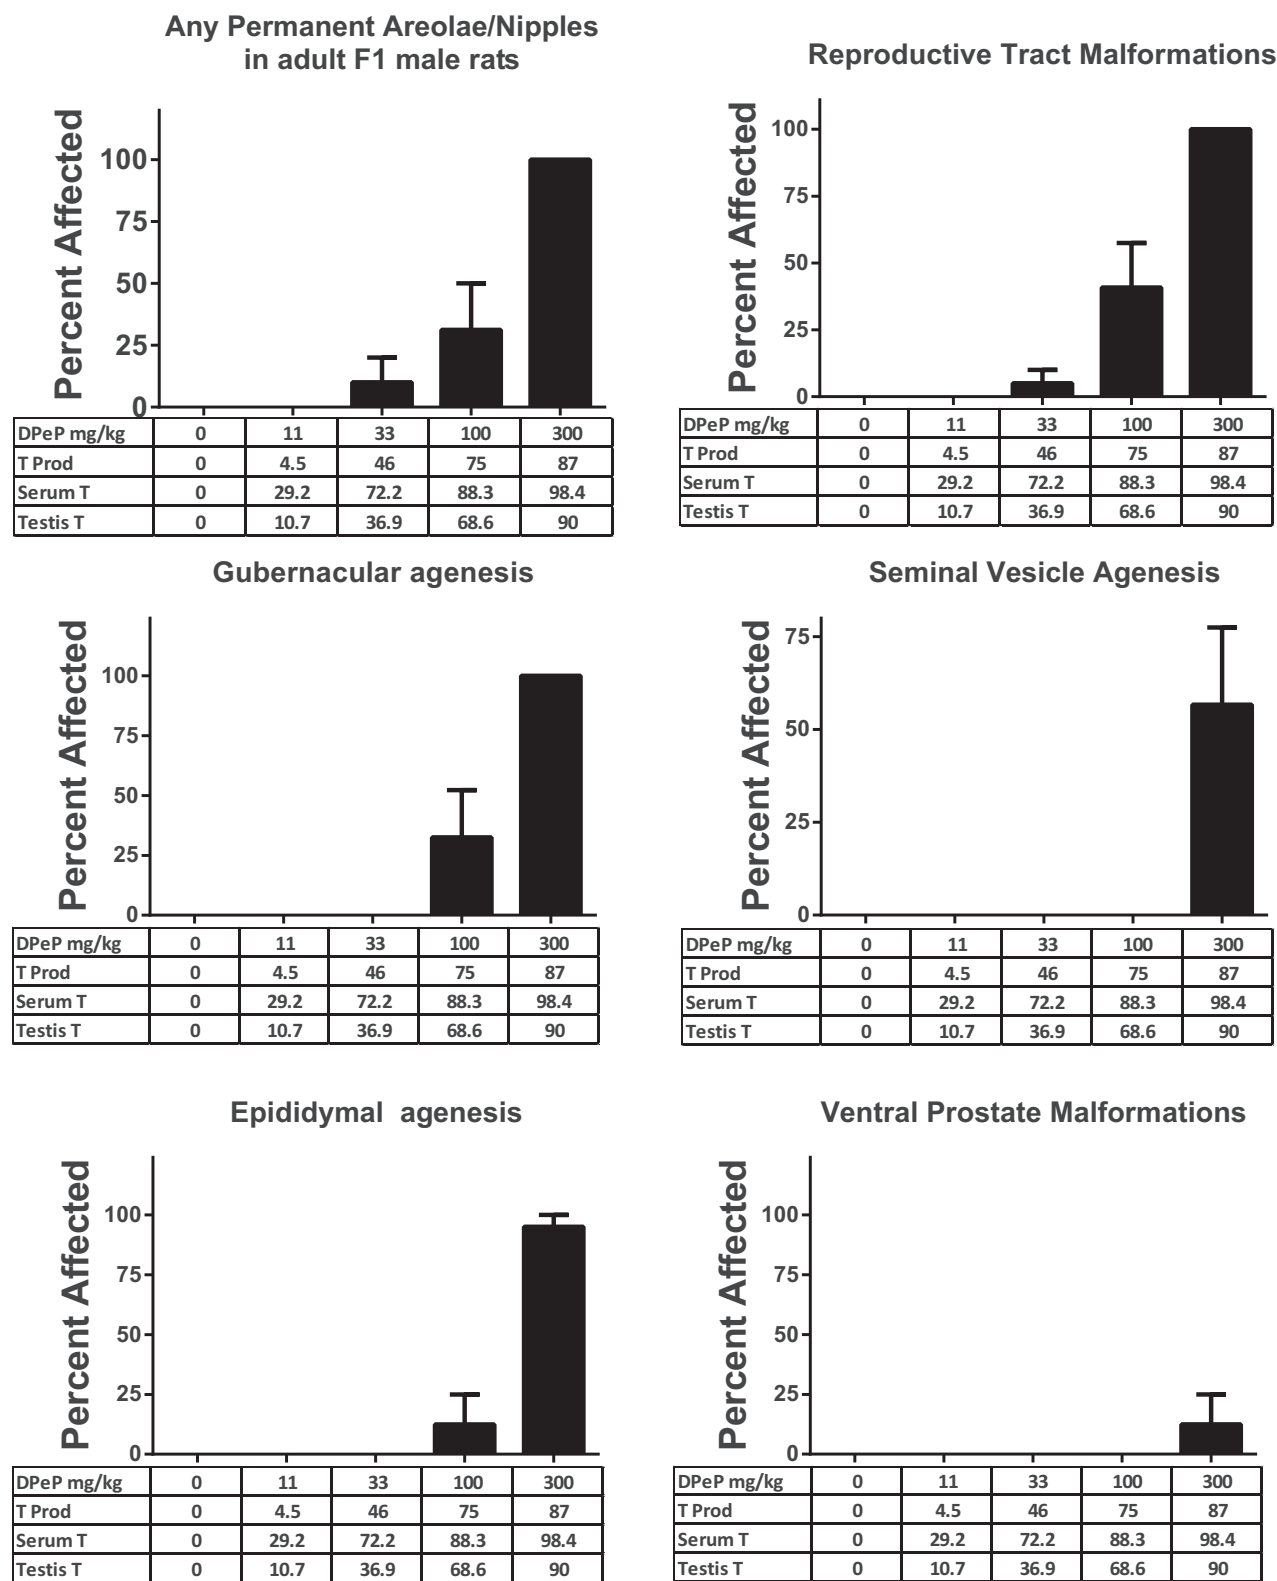 Any Permanent Areolae/Nipples
in adult F1 male rats
Percent Affected
100
75
50
25
0
DPeP mg/kg 0 11 33 100 300
T Prod 0 4.5 46 75 87
Serum T 0 29.2 72.2 88.3 98.4
Testis T 0 10.7 36.9 68.6 90
Reproductive Tract Malformations
Percent Affected
100
75
50
25
0
DPeP mg/kg 0 11 33 100 300
T Prod 0 4.5 46 75 87
Serum T 0 29.2 72.2 88.3 98.4
Testis T 0 10.7 36.9 68.6 90
Gubernacular agenesis
Percent Affected
100
75
50
25
0
DPeP mg/kg 0 11 33 100 300
T Prod 0 4.5 46 75 87
Serum T 0 29.2 72.2 88.3 98.4
Testis T 0 10.7 36.9 68.6 90
Seminal Vesicle Agenesis
Percent Affected
75
50
25
0
DPeP mg/kg 0 11 33 100 300
T Prod 0 4.5 46 75 87
Serum T 0 29.2 72.2 88.3 98.4
Testis T 0 10.7 36.9 68.6 90
Epididymal agenesis
Percent Affected
100
75
50
25
0
DPeP mg/kg 0 11 33 100 300
T Prod 0 4.5 46 75 87
Serum T 0 29.2 72.2 88.3 98.4
Testis T 0 10.7 36.9 68.6 90
Ventral Prostate Malformations
Percent Affected
100
75
50
25
0
DPeP mg/kg 0 11 33 100 300
T Prod 0 4.5 46 75 87
Serum T 0 29.2 72.2 88.3 98.4
Testis T 0 10.7 36.9 68.6 90